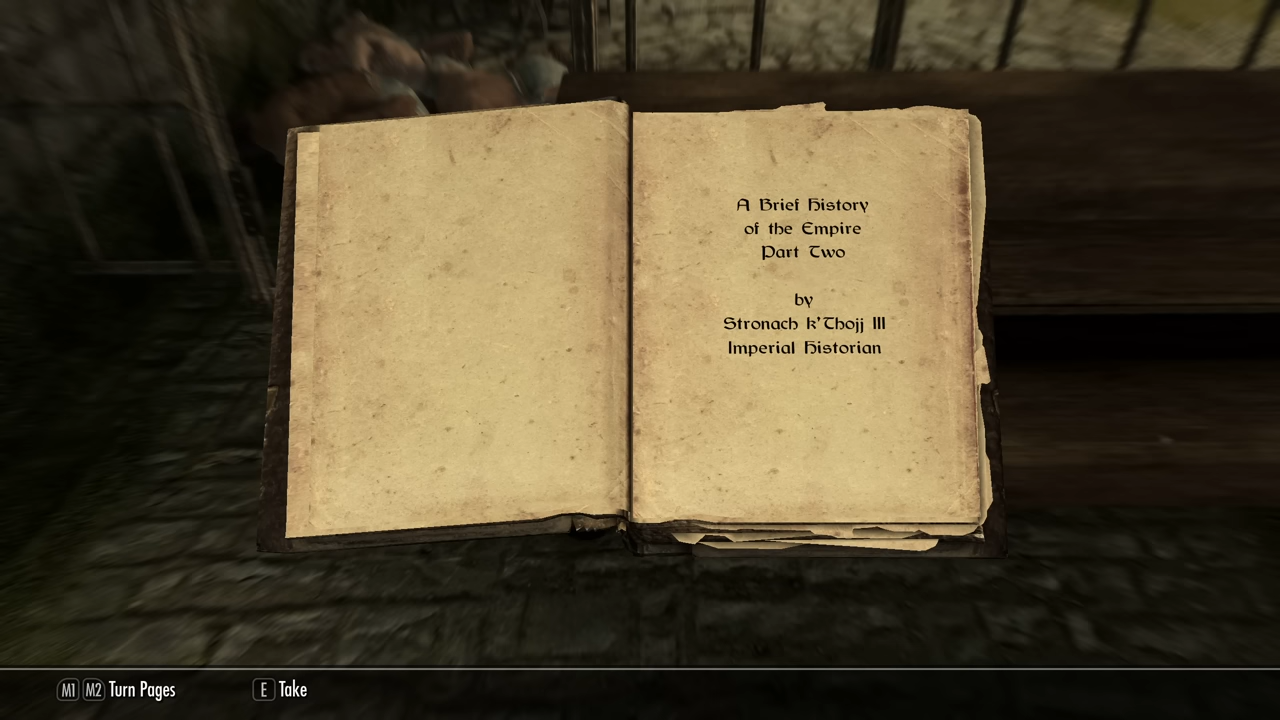 A Brief History
of the Empire
Part Two
by
Stronach k'Thojj III
Imperial Historian
M1 M2 Turn Pages
E Take